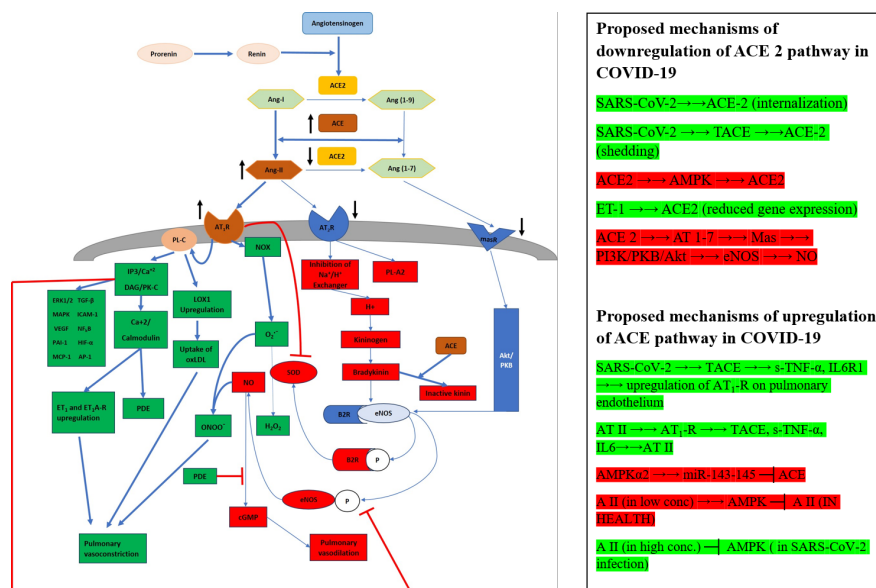 Angiotensinogen
Prorenin
Renin
ACE2
Ang-I
Ang (1-9)
ACE
ACE2
Ang-II
Ang (1-7)
AT1R
AT2R
masR
PL-C
NOX
IP3/Ca+2
DAG/PK-C
Inhibition of
Na+/H+
Exchanger.
PL-A2
ERK1/2 TGF-β
MAPK ICAM-1
VEGF NFκB
PAI-1 HIF-α
MCP-1 AP-1
LOX1
Upregulation
H+
Ca+2/
Calmodulin
O2-·
Kininogen
ACE
Akt/
PKB
Uptake of
oxLDL
SOD
Bradykinin
NO
Inactive kinin
ET1 and ET2A-R
upregulation
PDE
B2R
eNOS
ONOO-
H2O2
B2R
P
PDE
eNOS
P
cGMP
Pulmonary
vasoconstriction
Pulmonary
vasodilation
Proposed mechanisms of
downregulation of ACE 2 pathway in
COVID-19
SARS-CoV-2→→ACE-2 (internalization)
SARS-CoV-2 →→ TACE →→ACE-2
(shedding)
ACE2 →→ AMPK →→ ACE2
ET-1 →→ ACE2 (reduced gene expression)
ACE 2 →→ AT 1-7 →→ Mas →→
PI3K/PKB/Akt →→ eNOS →→ NO
Proposed mechanisms of upregulation
of ACE pathway in COVID-19
SARS-CoV-2 →→ TACE →→ s-TNF-α, IL6R1
→→ upregulation of AT1-R on pulmonary
endothelium
AT II →→ AT1-R →→ TACE, s-TNF-α,
IL6→→AT II
AMPKα2 →→ miR-143-145 ⊣ ACE
A II (in low conc) →→ AMPK ⊣ A II (IN
HEALTH)
A II (in high conc.) ⊣ AMPK ( in SARS-CoV-2
infection)